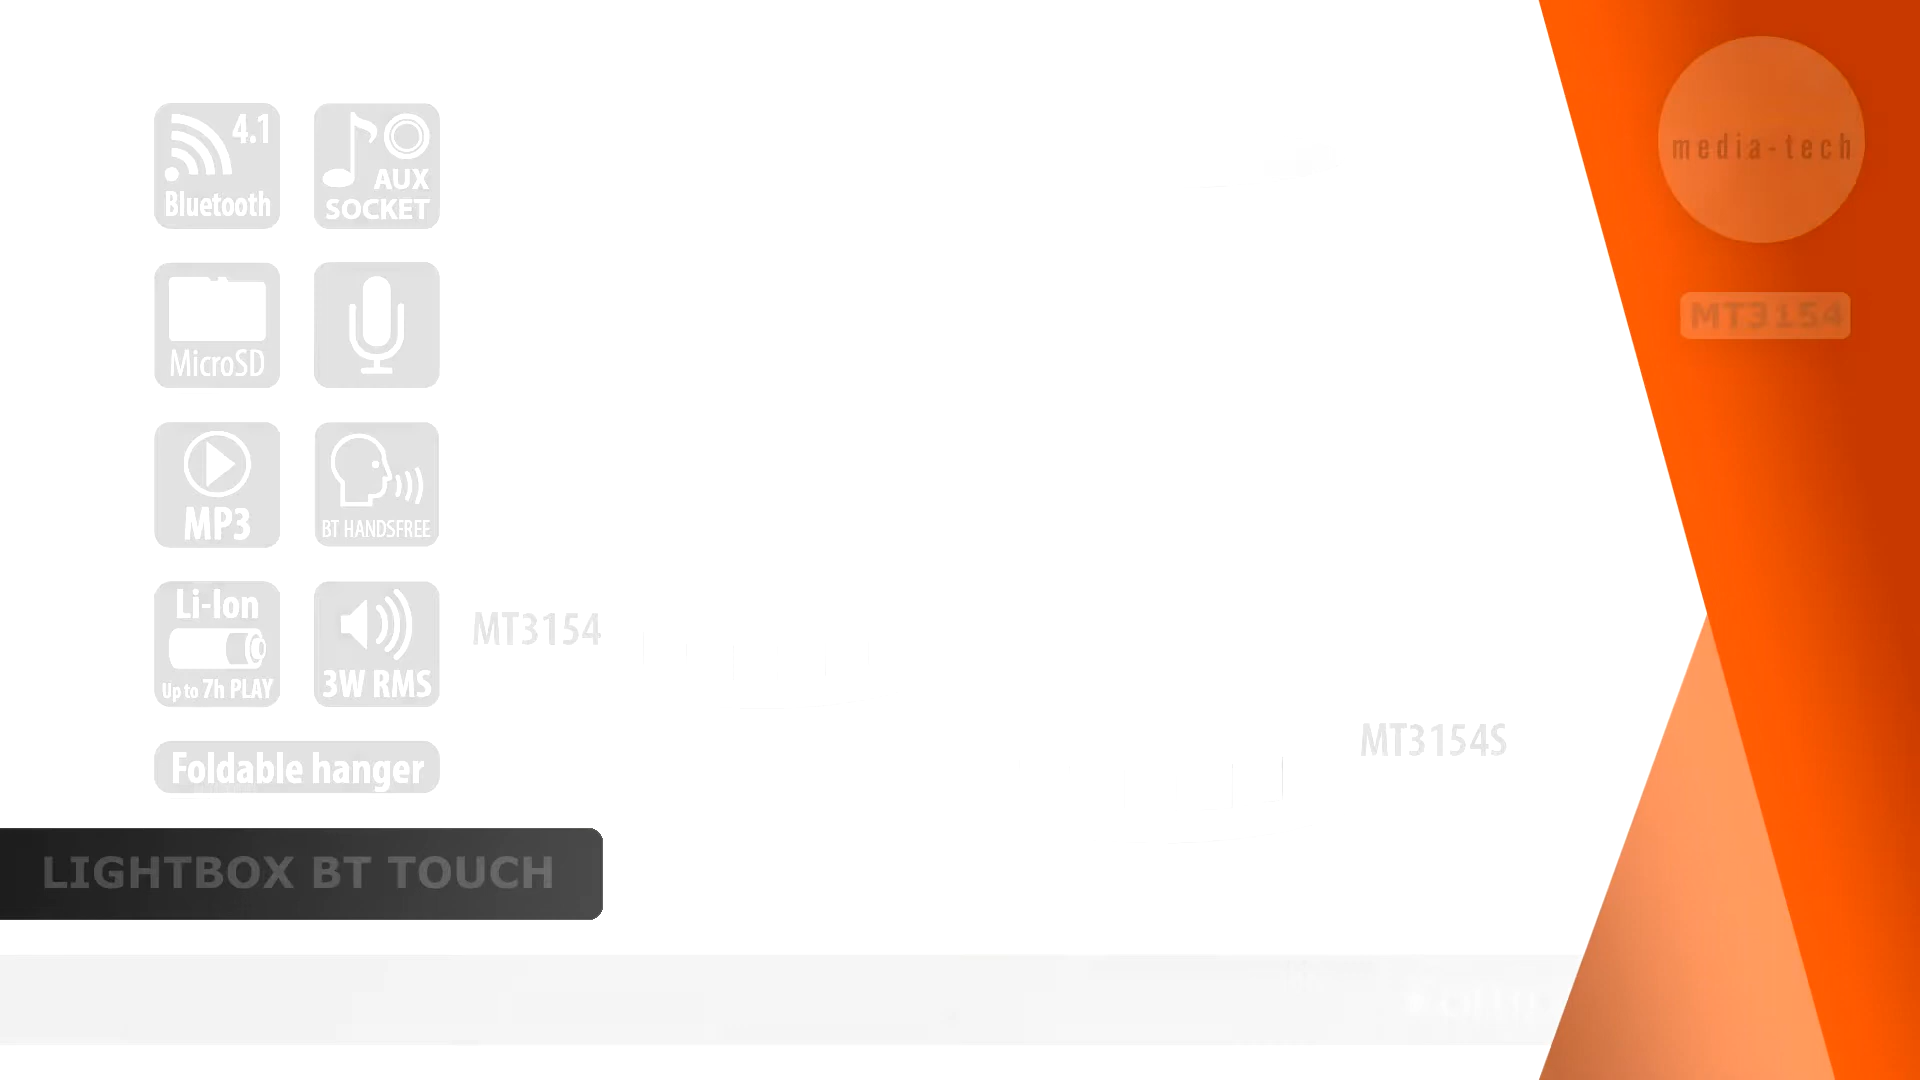 4.1
Bluetooth
AUX
SOCKET
MicroSD
MP3
BT HANDSFREE
Li-Ion
Up to 7h PLAY
3W RMS
Foldable hanger
MT3154
MT3154S
LIGHTBOX BT TOUCH
media-tech
MT3154